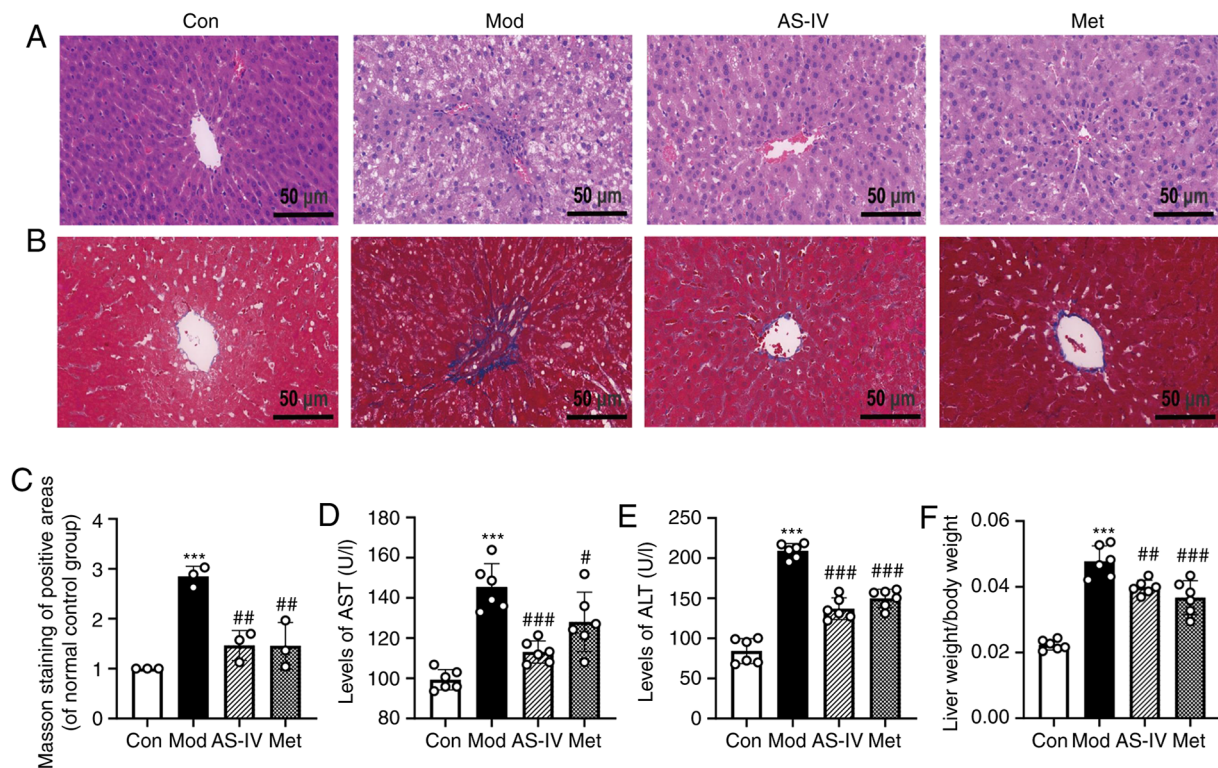 Con Mod AS-IV Met
A
50 µm 50 µm 50 µm 50 µm
B
50 µm 50 µm 50 µm 50 µm
C
Masson staining of positive areas
(of normal control group)
4
3
2
1
0
***
##
##
Con Mod AS-IV Met
D
Levels of AST (U/l)
180
160
140
120
100
80
***
###
#
Con Mod AS-IV Met
E
Levels of ALT (U/l)
250
200
150
100
50
0
***
###
###
Con Mod AS-IV Met
F
Liver weight/body weight
0.06
0.04
0.02
0.00
***
##
###
Con Mod AS-IV Met